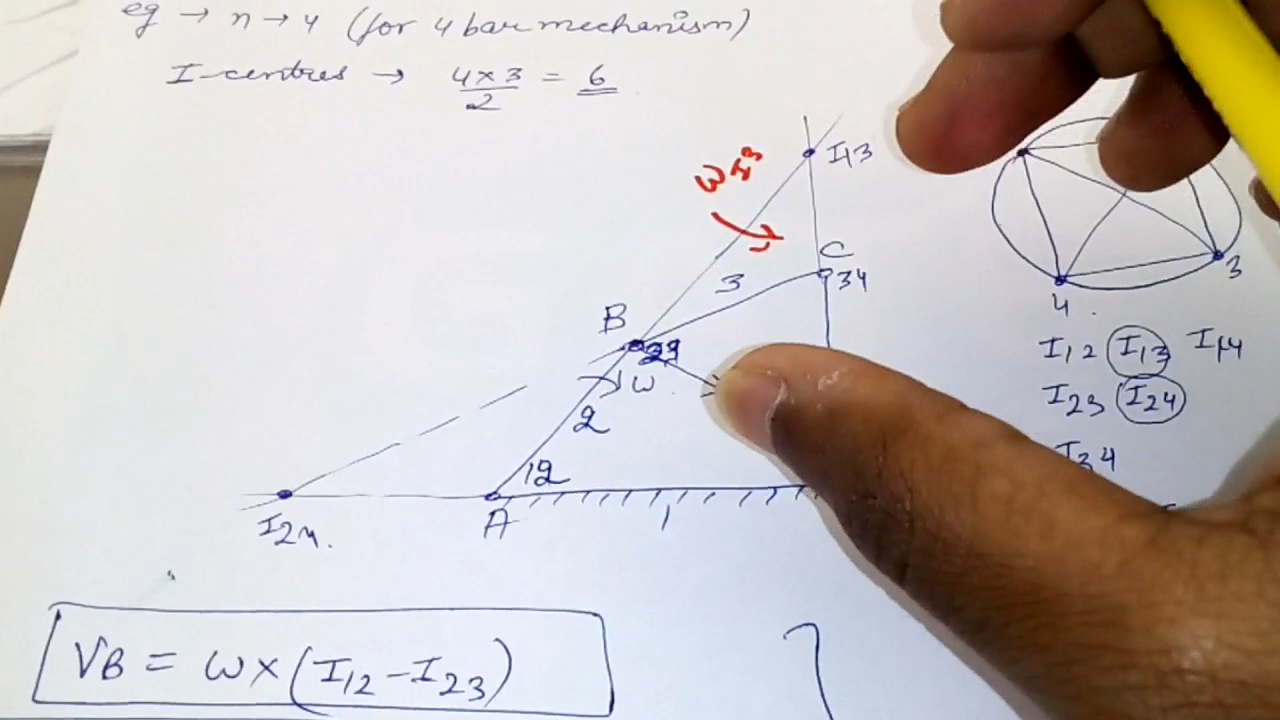 eg → n → 4 (for 4 bar mechanism)
I-centres → 4×3/2 = 6
I13
ωI3
C
34
3
B
23
ω
2
12
A
1
I24.
3
4.
I12 I13 I14
I23 I24
I34
VB = ω×(I12-I23)